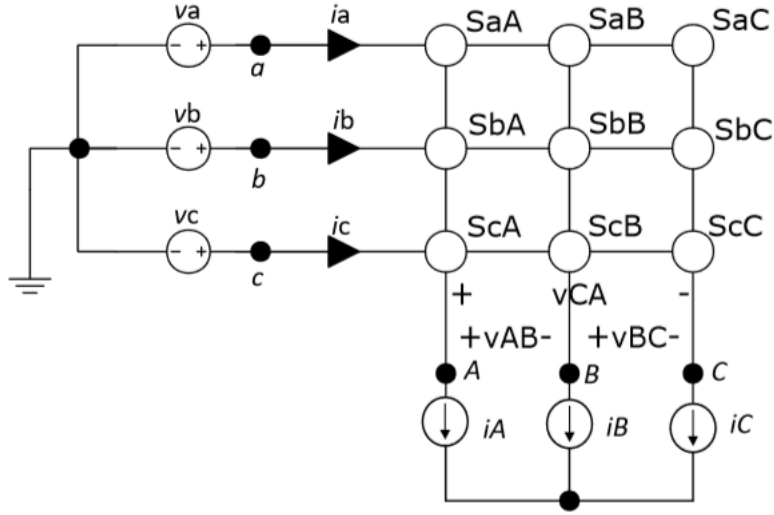 va
ia
SaA
SaB
SaC
a
vb
ib
SbA
SbB
SbC
b
vc
ic
ScA
ScB
ScC
c
+ vCA -
+vAB- +vBC-
A
B
C
iA
iB
iC